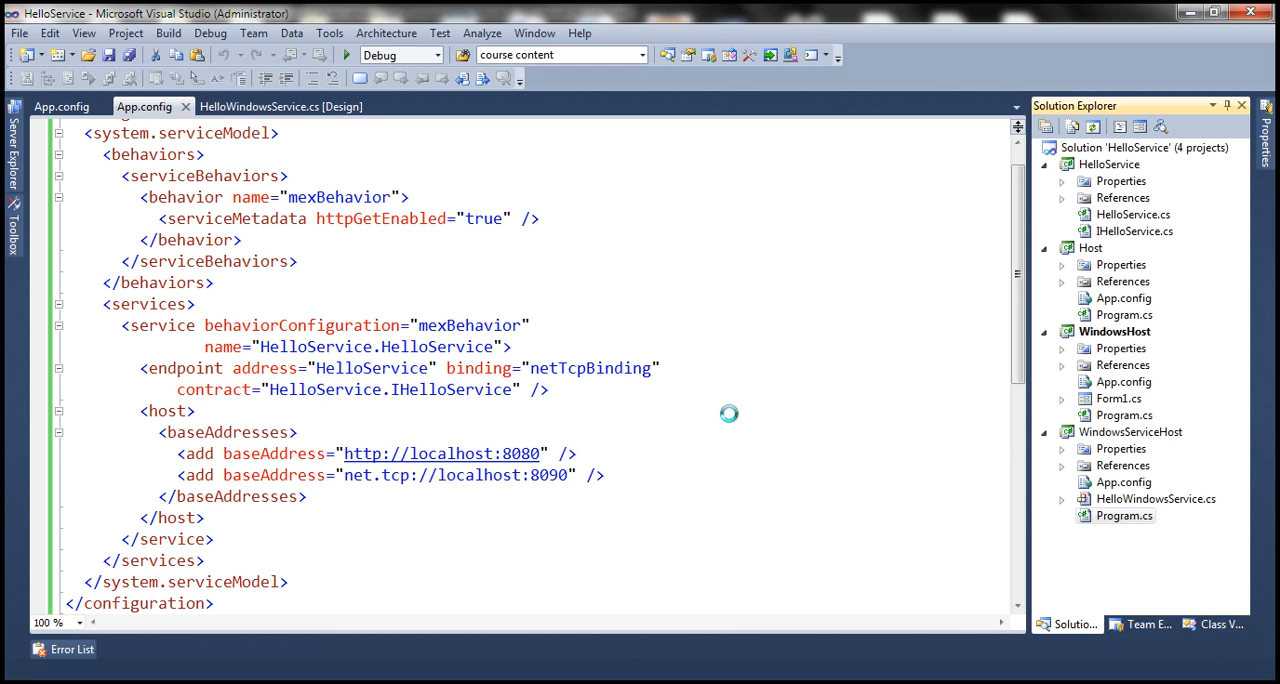 HelloService - Microsoft Visual Studio (Administrator)
File Edit View Project Build Debug Team Data Tools Architecture Test Analyze Window Help
Debug course content
App.config App.config HelloWindowsService.cs [Design]
Server Explorer
Toolbox
<system.serviceModel>
<behaviors>
<serviceBehaviors>
<behavior name="mexBehavior">
<serviceMetadata httpGetEnabled="true" />
</behavior>
</serviceBehaviors>
</behaviors>
<services>
<service behaviorConfiguration="mexBehavior"
name="HelloService.HelloService">
<endpoint address="HelloService" binding="netTcpBinding"
contract="HelloService.IHelloService" />
<host>
<baseAddresses>
<add baseAddress="http://localhost:8080" />
<add baseAddress="net.tcp://localhost:8090" />
</baseAddresses>
</host>
</service>
</services>
</system.serviceModel>
</configuration>
100 %
Error List
Solution Explorer
Solution 'HelloService' (4 projects)
HelloService
Properties
References
HelloService.cs
IHelloService.cs
Host
Properties
References
App.config
Program.cs
WindowsHost
Properties
References
App.config
Form1.cs
Program.cs
WindowsServiceHost
Properties
References
App.config
HelloWindowsService.cs
Program.cs
Solutio... Team E... Class V...
Properties